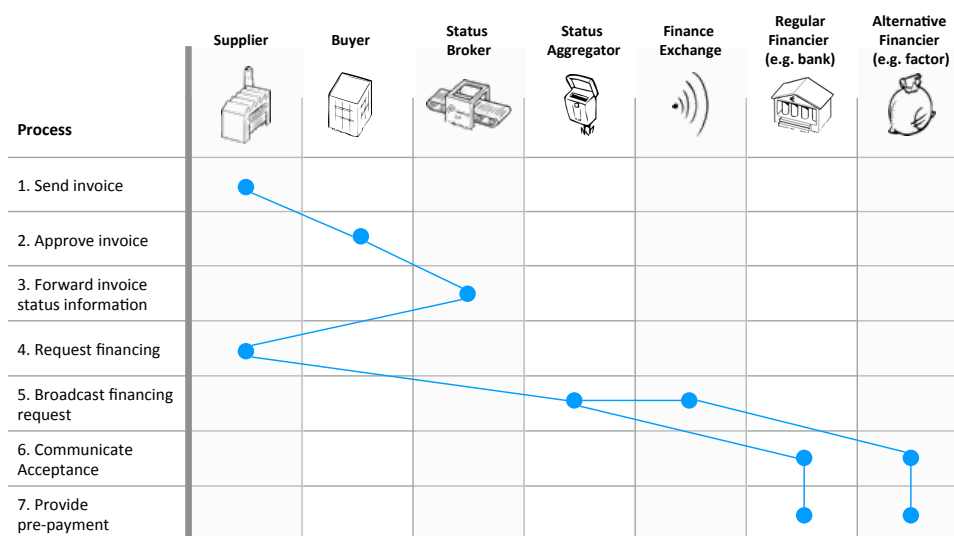 Supplier
Buyer
Status
Broker
Status
Aggregator
Finance
Exchange
Regular
Financier
(e.g. bank)
Alternative
Financier
(e.g. factor)
Process
1. Send invoice
2. Approve invoice
3. Forward invoice
status information
4. Request financing
5. Broadcast financing
request
6. Communicate
Acceptance
7. Provide
pre-payment